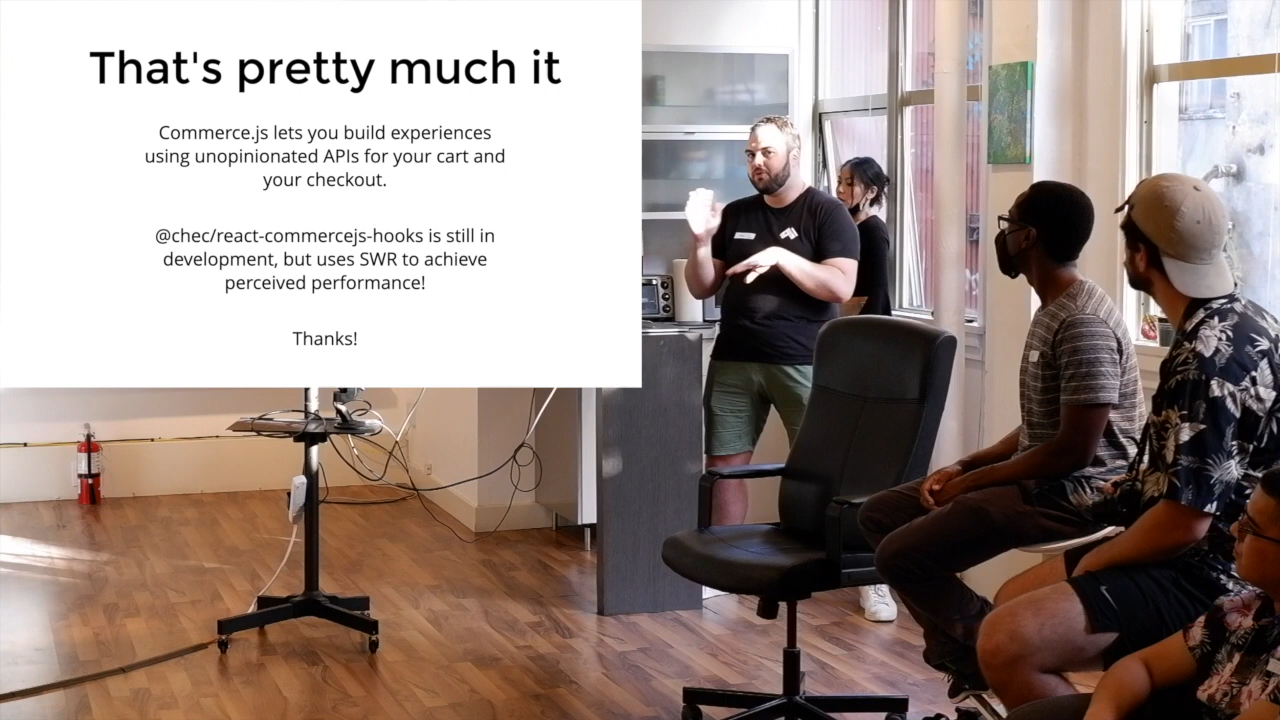 That's pretty much it
Commerce.js lets you build experiences
using unopinionated APIs for your cart and
your checkout.
@chec/react-commercejs-hooks is still in
development, but uses SWR to achieve
perceived performance!
Thanks!